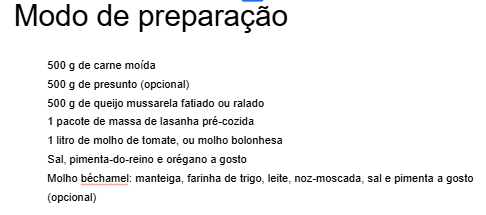 Modo de preparação
500 g de carne moída
500 g de presunto (opcional)
500 g de queijo mussarela fatiado ou ralado
1 pacote de massa de lasanha pré-cozida
1 litro de molho de tomate, ou molho bolonhesa
Sal, pimenta-do-reino e orégano a gosto
Molho béchamel: manteiga, farinha de trigo, leite, noz-moscada, sal e pimenta a gosto
(opcional)